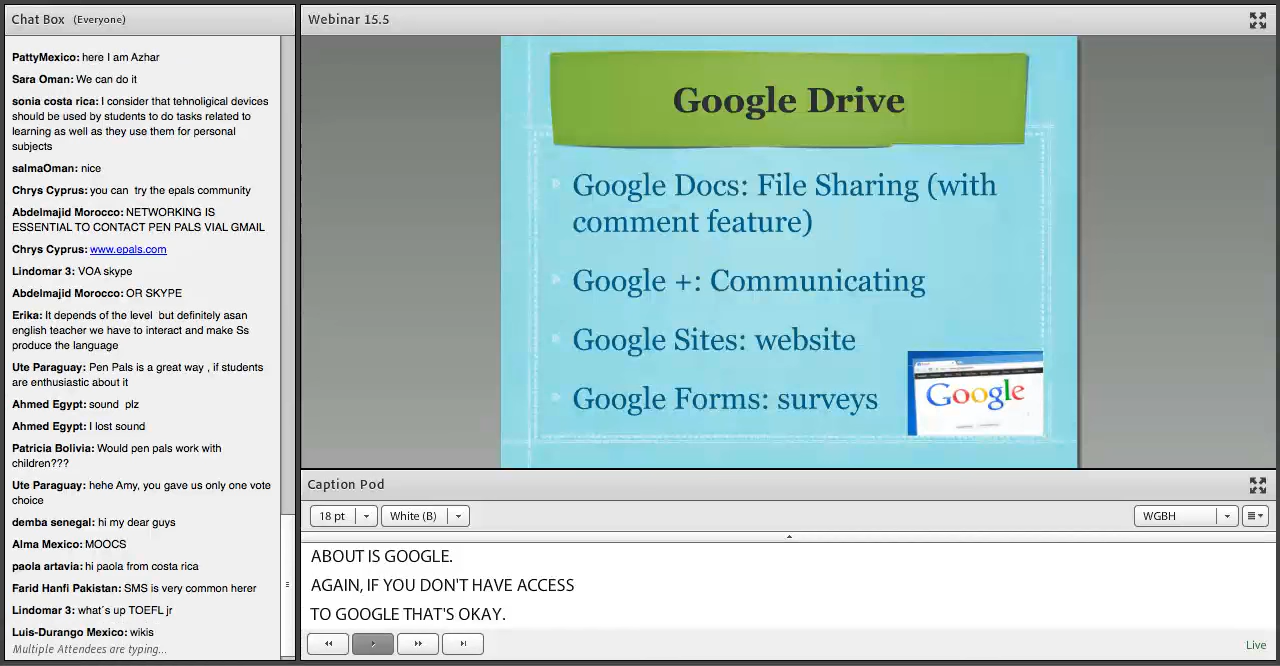 Chat Box (Everyone)
PattyMexico: here I am Azhar
Sara Oman: We can do it
sonia costa rica: I consider that tehnoligical devices
should be used by students to do tasks related to
learning as well as they use them for personal
subjects
salmaOman: nice
Chrys Cyprus: you can try the epals community
Abdelmajid Morocco: NETWORKING IS
ESSENTIAL TO CONTACT PEN PALS VIAL GMAIL
Chrys Cyprus: www.epals.com
Lindomar 3: VOA skype
Abdelmajid Morocco: OR SKYPE
Erika: It depends of the level but definitely asan
english teacher we have to interact and make Ss
produce the language
Ute Paraguay: Pen Pals is a great way , if students
are enthusiastic about it
Ahmed Egypt: sound plz
Ahmed Egypt: I lost sound
Patricia Bolivia: Would pen pals work with
children???
Ute Paraguay: hehe Amy, you gave us only one vote
choice
demba senegal: hi my dear guys
Alma Mexico: MOOCS
paola artavia: hi paola from costa rica
Farid Hanfi Pakistan: SMS is very common herer
Lindomar 3: what´s up TOEFL jr
Luis-Durango Mexico: wikis
Multiple Attendees are typing...
Webinar 15.5
Google Drive
Google Docs: File Sharing (with
comment feature)
Google +: Communicating
Google Sites: website
Google Forms: surveys
Google
Caption Pod
18 pt
White (B)
WGBH
ABOUT IS GOOGLE.
AGAIN, IF YOU DON'T HAVE ACCESS
TO GOOGLE THAT'S OKAY.
Live